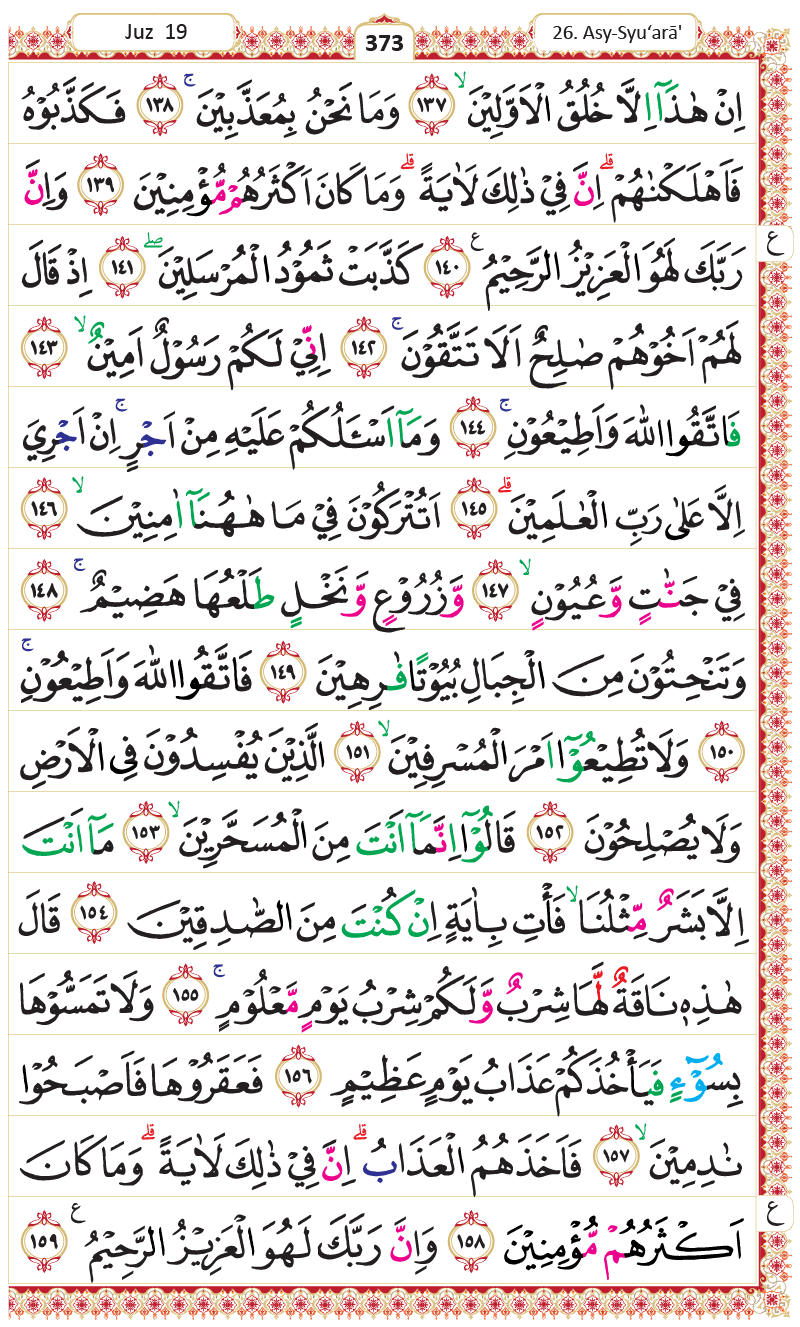 Juz 19
373
26. Asy-Syu‘arā'
اِنْ هٰذَآ اِلَّا خُلُقُ الْاَوَّلِيْنَ ۙ ١٣٧ وَمَا نَحْنُ بِمُعَذَّبِيْنَ ۚ ١٣٨ فَكَذَّبُوْهُ
فَاَهْلَكْنٰهُمْ ۗ اِنَّ فِيْ ذٰلِكَ لَاٰيَةً ۗ وَمَا كَانَ اَكْثَرُهُمْ مُّؤْمِنِيْنَ ١٣٩ وَاِنَّ
رَبَّكَ لَهُوَ الْعَزِيْزُ الرَّحِيْمُ ࣖ ١٤٠ كَذَّبَتْ ثَمُوْدُ الْمُرْسَلِيْنَ ۖ ١٤١ اِذْ قَالَ
ع
لَهُمْ اَخُوْهُمْ صٰلِحٌ اَلَا تَتَّقُوْنَ ۚ ١٤٢ اِنِّيْ لَكُمْ رَسُوْلٌ اَمِيْنٌ ۙ ١٤٣
فَاتَّقُوا اللّٰهَ وَاَطِيْعُوْنِ ۚ ١٤٤ وَمَآ اَسْـَٔلُكُمْ عَلَيْهِ مِنْ اَجْرٍ ۚ اِنْ اَجْرِيَ
اِلَّا عَلٰى رَبِّ الْعٰلَمِيْنَ ۗ ١٤٥ اَتُتْرَكُوْنَ فِيْ مَا هٰهُنَآ اٰمِنِيْنَ ۙ ١٤٦
فِيْ جَنّٰتٍ وَّعُيُوْنٍ ۙ ١٤٧ وَّزُرُوْعٍ وَّنَخْلٍ طَلْعُهَا هَضِيْمٌ ۚ ١٤٨
وَتَنْحِتُوْنَ مِنَ الْجِبَالِ بُيُوْتًا فٰرِهِيْنَ ١٤٩ فَاتَّقُوا اللّٰهَ وَاَطِيْعُوْنِ ۚ
١٥٠ وَلَا تُطِيْعُوْٓا اَمْرَ الْمُسْرِفِيْنَ ۙ ١٥١ الَّذِيْنَ يُفْسِدُوْنَ فِى الْاَرْضِ
وَلَا يُصْلِحُوْنَ ١٥٢ قَالُوْٓا اِنَّمَآ اَنْتَ مِنَ الْمُسَحَّرِيْنَ ۙ ١٥٣ مَآ اَنْتَ
اِلَّا بَشَرٌ مِّثْلُنَا ۙ فَأْتِ بِاٰيَةٍ اِنْ كُنْتَ مِنَ الصّٰدِقِيْنَ ١٥٤ قَالَ
هٰذِهٖ نَاقَةٌ لَّهَا شِرْبٌ وَّلَكُمْ شِرْبُ يَوْمٍ مَّعْلُوْمٍ ۚ ١٥٥ وَلَا تَمَسُّوْهَا
بِسُوْۤءٍ فَيَأْخُذَكُمْ عَذَابُ يَوْمٍ عَظِيْمٍ ١٥٦ فَعَقَرُوْهَا فَاَصْبَحُوْا
نٰدِمِيْنَ ۙ ١٥٧ فَاَخَذَهُمُ الْعَذَابُ ۗ اِنَّ فِيْ ذٰلِكَ لَاٰيَةً ۗ وَمَا كَانَ
اَكْثَرُهُمْ مُّؤْمِنِيْنَ ١٥٨ وَاِنَّ رَبَّكَ لَهُوَ الْعَزِيْزُ الرَّحِيْمُ ࣖ ١٥٩
ع